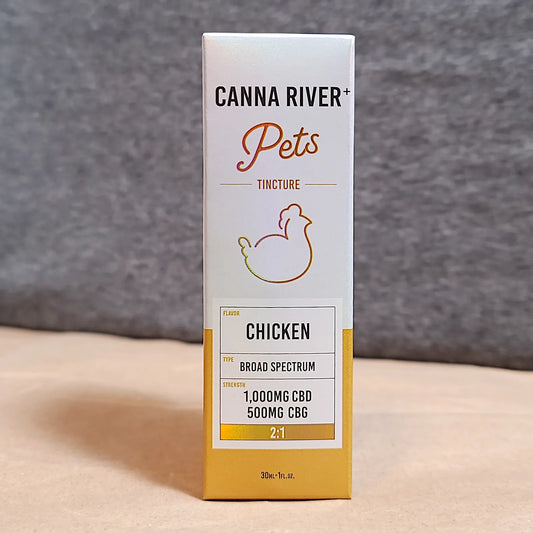 CANNA RIVER+
Pets
TINCTURE
FLAVOR
CHICKEN
TYPE
BROAD SPECTRUM
STRENGTH
1,000MG CBD
500MG CBG
2:1
30ML•1FL.OZ.